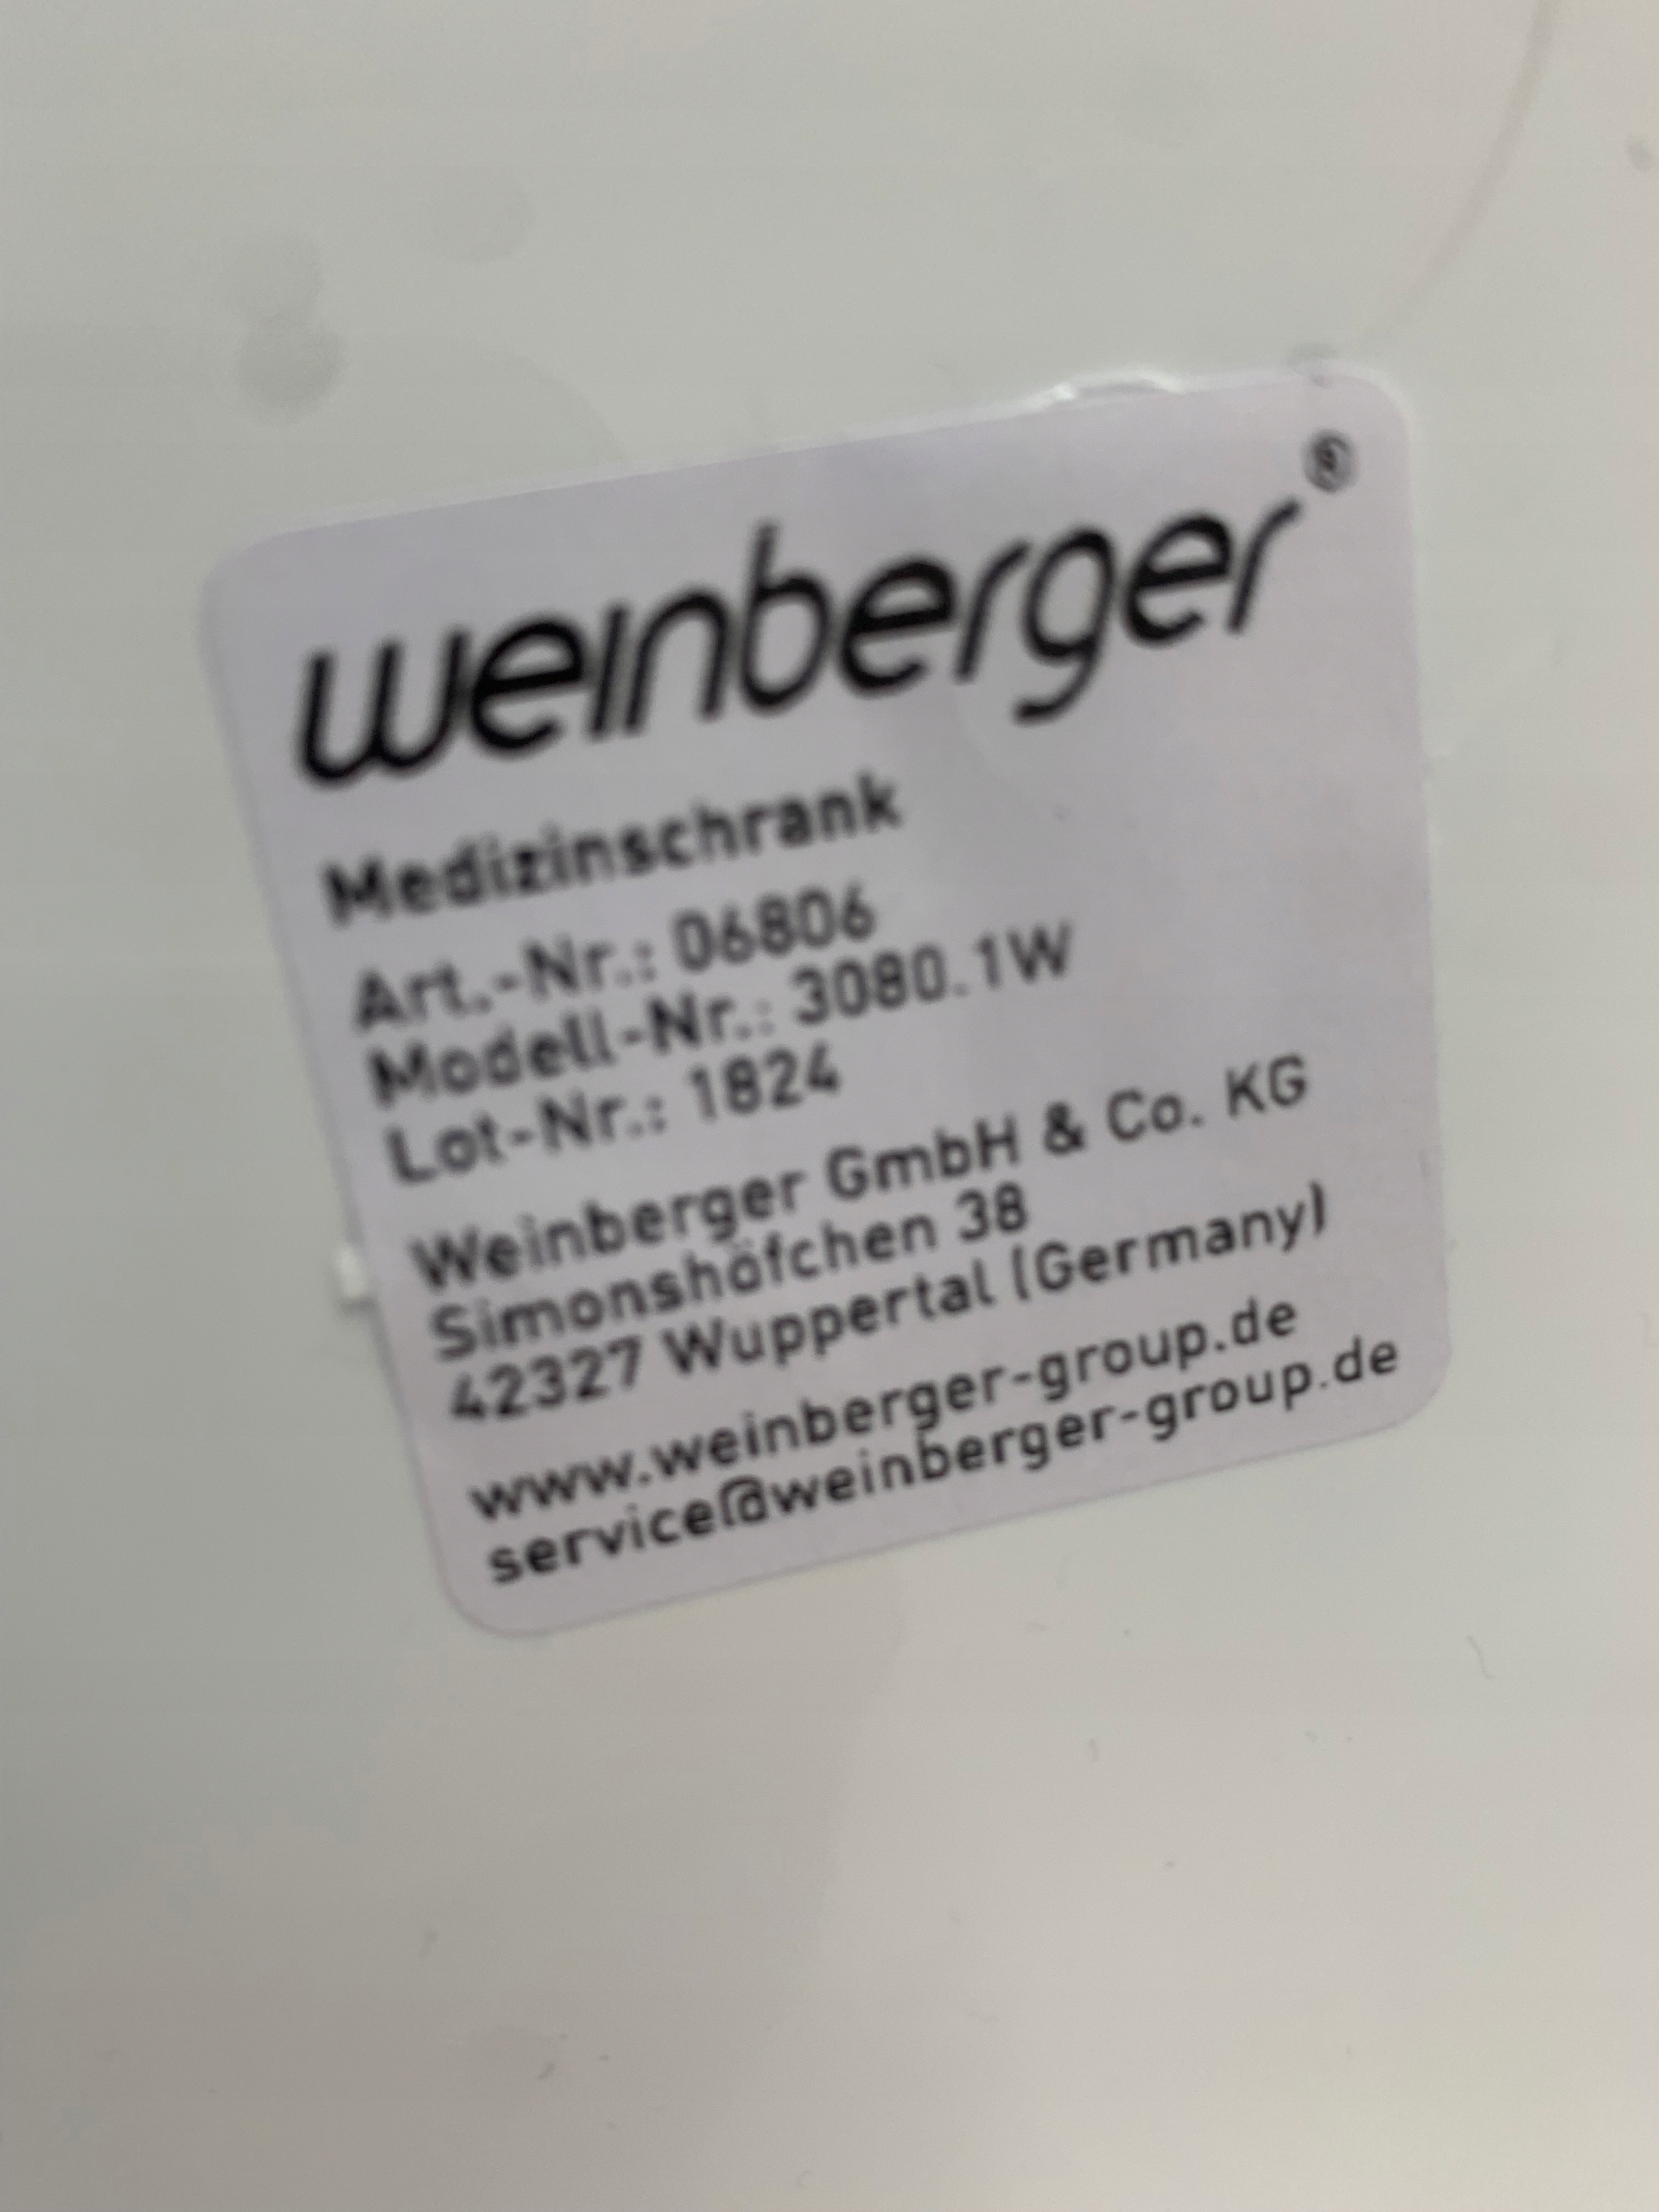 weinberger®
Medizinschrank
Art.-Nr.: 06806
Modell-Nr.: 3080.1W
Lot-Nr.: 1824
Weinberger GmbH & Co. KG
Simonshöfchen 38
42327 Wuppertal (Germany)
www.weinberger-group.de
service@weinberger-group.de